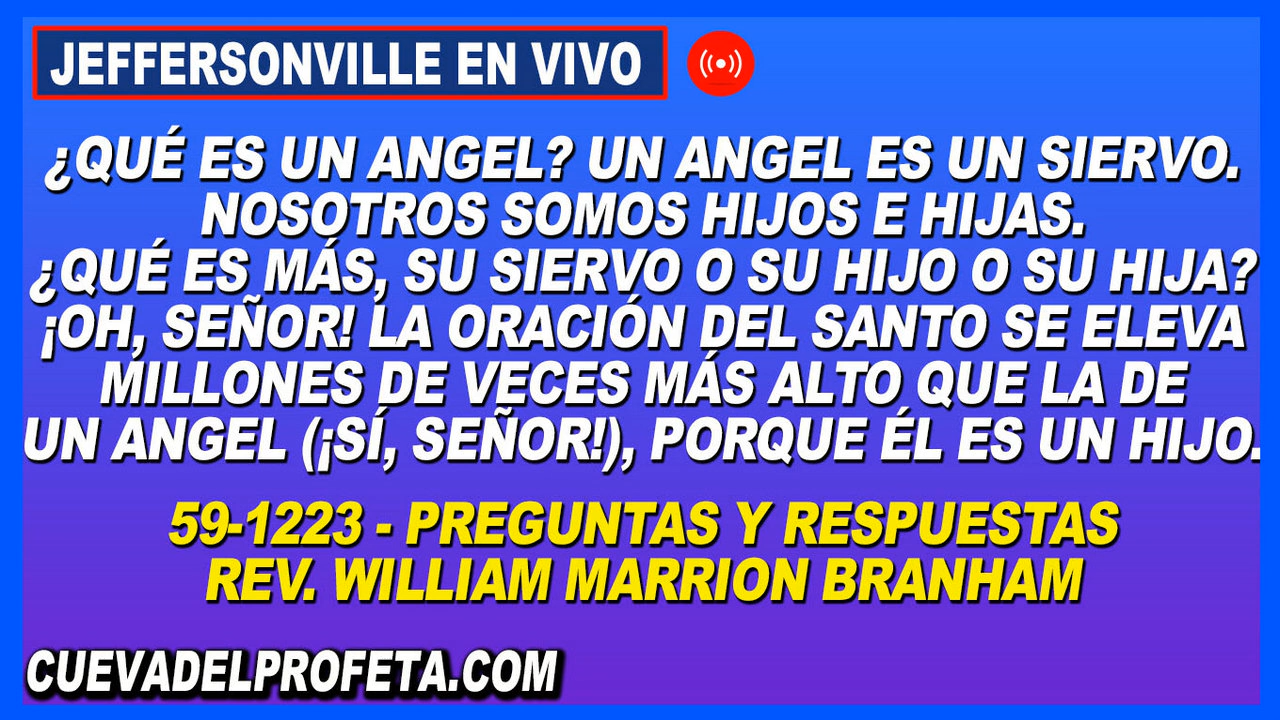 JEFFERSONVILLE EN VIVO
¿QUÉ ES UN ANGEL? UN ANGEL ES UN SIERVO.
NOSOTROS SOMOS HIJOS E HIJAS.
¿QUÉ ES MÁS, SU SIERVO O SU HIJO O SU HIJA?
¡OH, SEÑOR! LA ORACIÓN DEL SANTO SE ELEVA
MILLONES DE VECES MÁS ALTO QUE LA DE
UN ANGEL (¡SÍ, SEÑOR!), PORQUE ÉL ES UN HIJO.
59-1223 - PREGUNTAS Y RESPUESTAS
REV. WILLIAM MARRION BRANHAM
CUEVADELPROFETA.COM